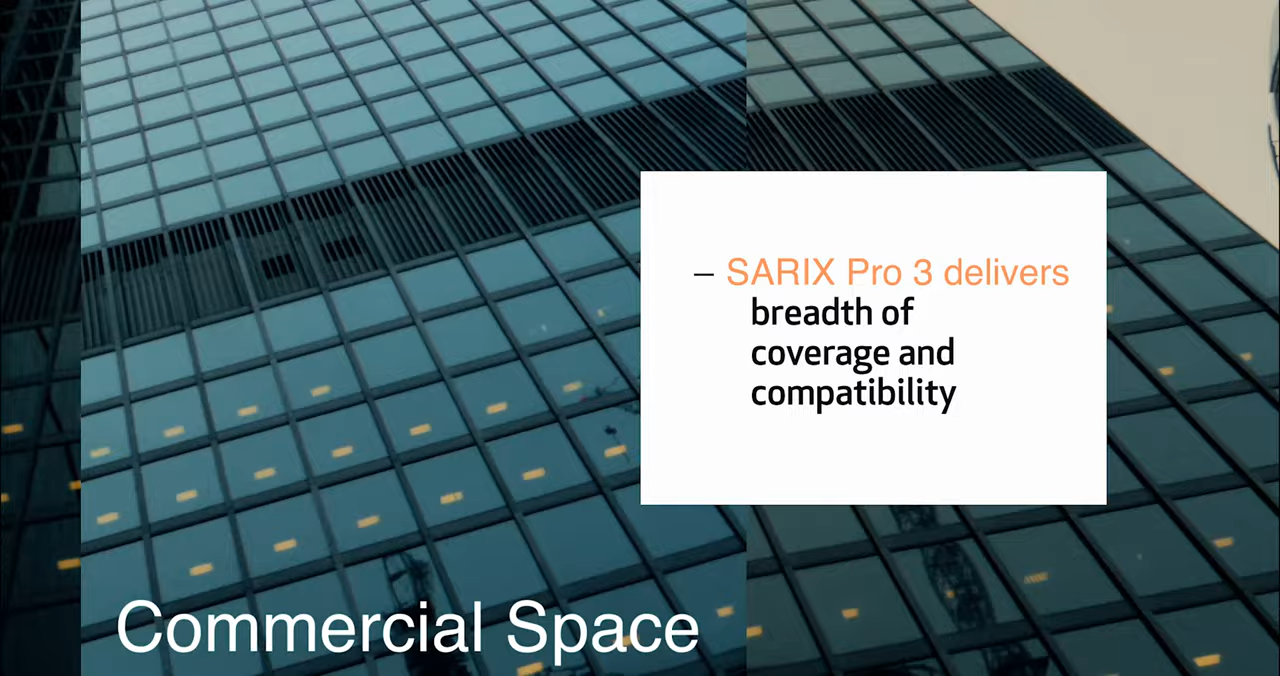 – SARIX Pro 3 delivers
breadth of
coverage and
compatibility
Commercial Space